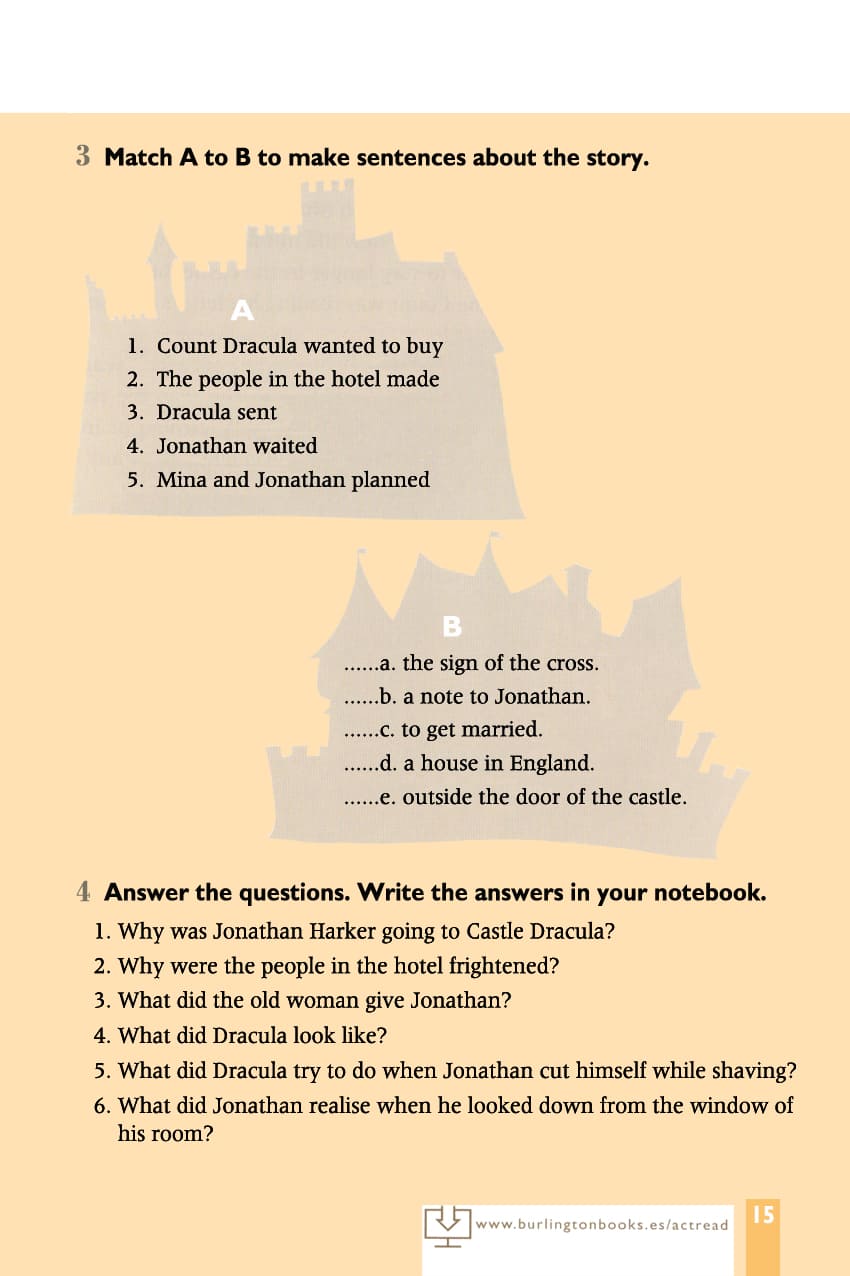 3 Match A to B to make sentences about the story.
A
1. Count Dracula wanted to buy
2. The people in the hotel made
3. Dracula sent
4. Jonathan waited
5. Mina and Jonathan planned
B
......a. the sign of the cross.
......b. a note to Jonathan.
......c. to get married.
......d. a house in England.
......e. outside the door of the castle.
4 Answer the questions. Write the answers in your notebook.
1. Why was Jonathan Harker going to Castle Dracula?
2. Why were the people in the hotel frightened?
3. What did the old woman give Jonathan?
4. What did Dracula look like?
5. What did Dracula try to do when Jonathan cut himself while shaving?
6. What did Jonathan realise when he looked down from the window of
his room?
www.burlingtonbooks.es/actread
15